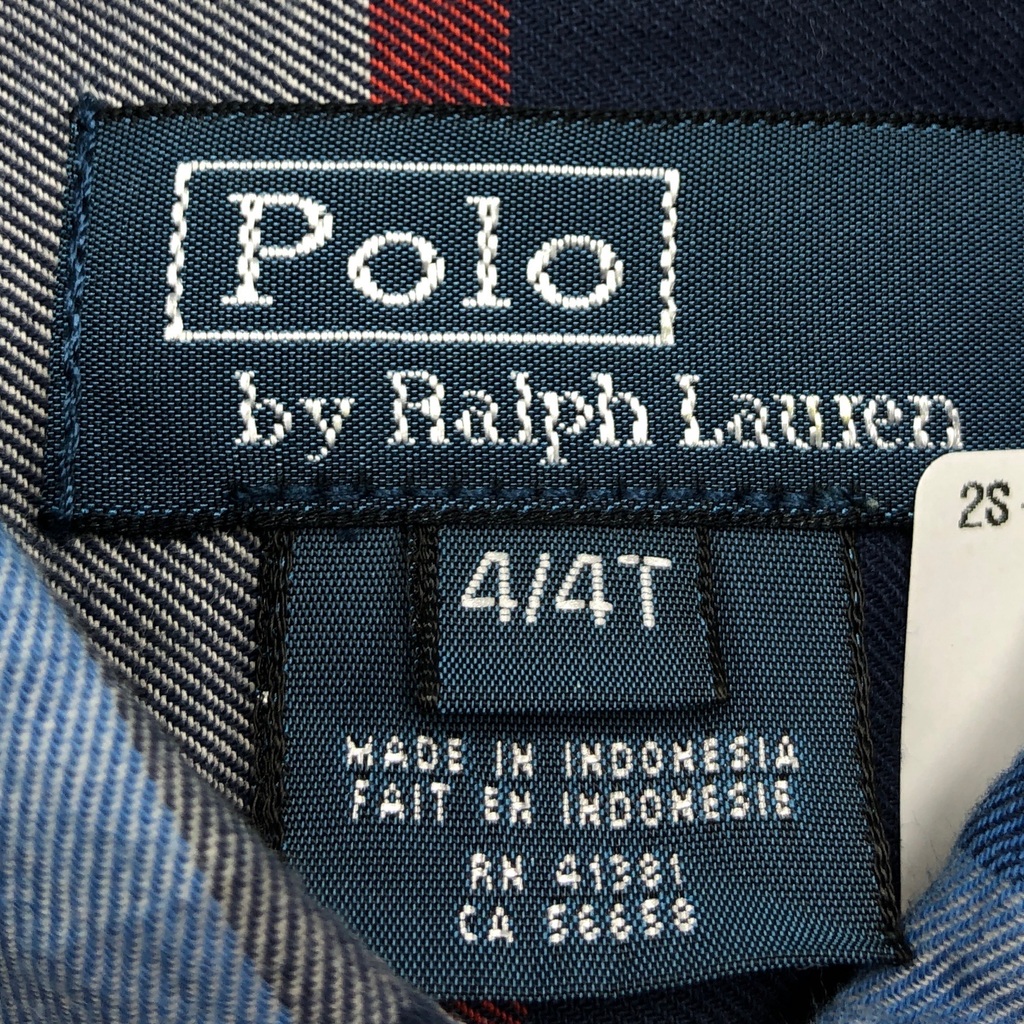 Polo
by Ralph Lauren
2S
4/4T
MADE IN INDONESIA
FAIT EN INDONESIE
RN 41381
CA 56658